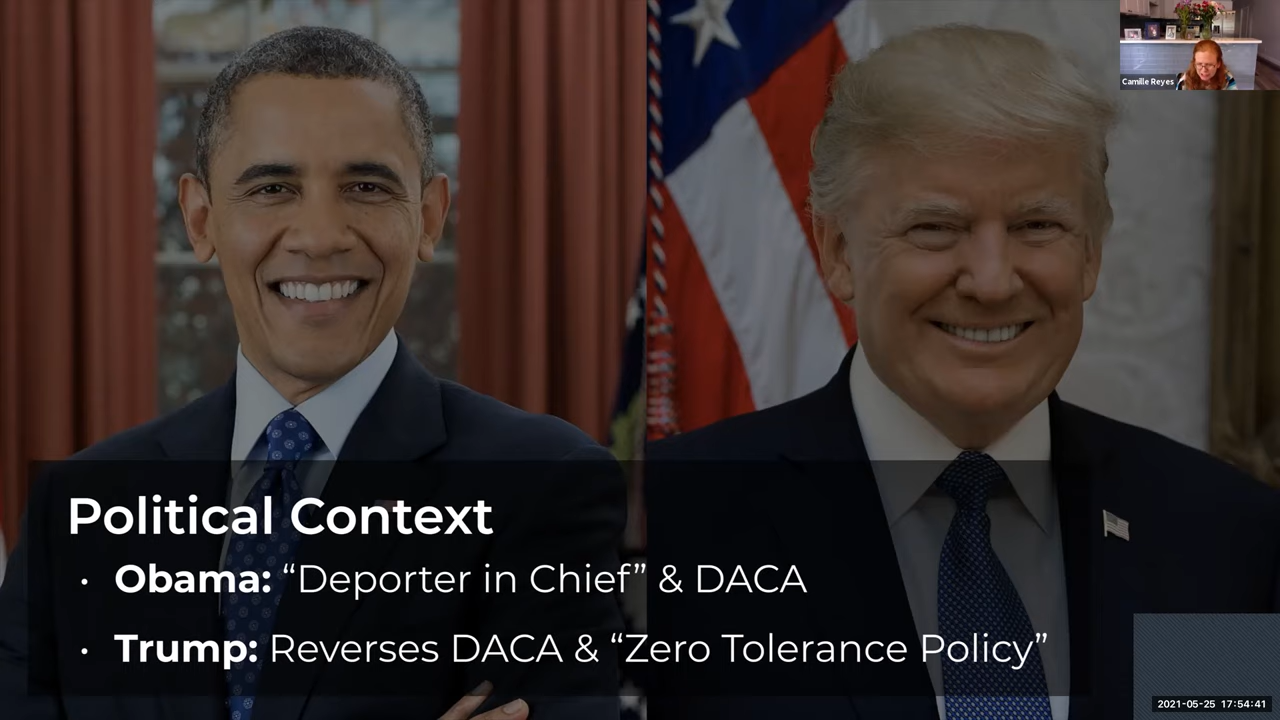 Camille Reyes
Political Context
• Obama: “Deporter in Chief” & DACA
• Trump: Reverses DACA & “Zero Tolerance Policy”
2021-05-25 17:54:41